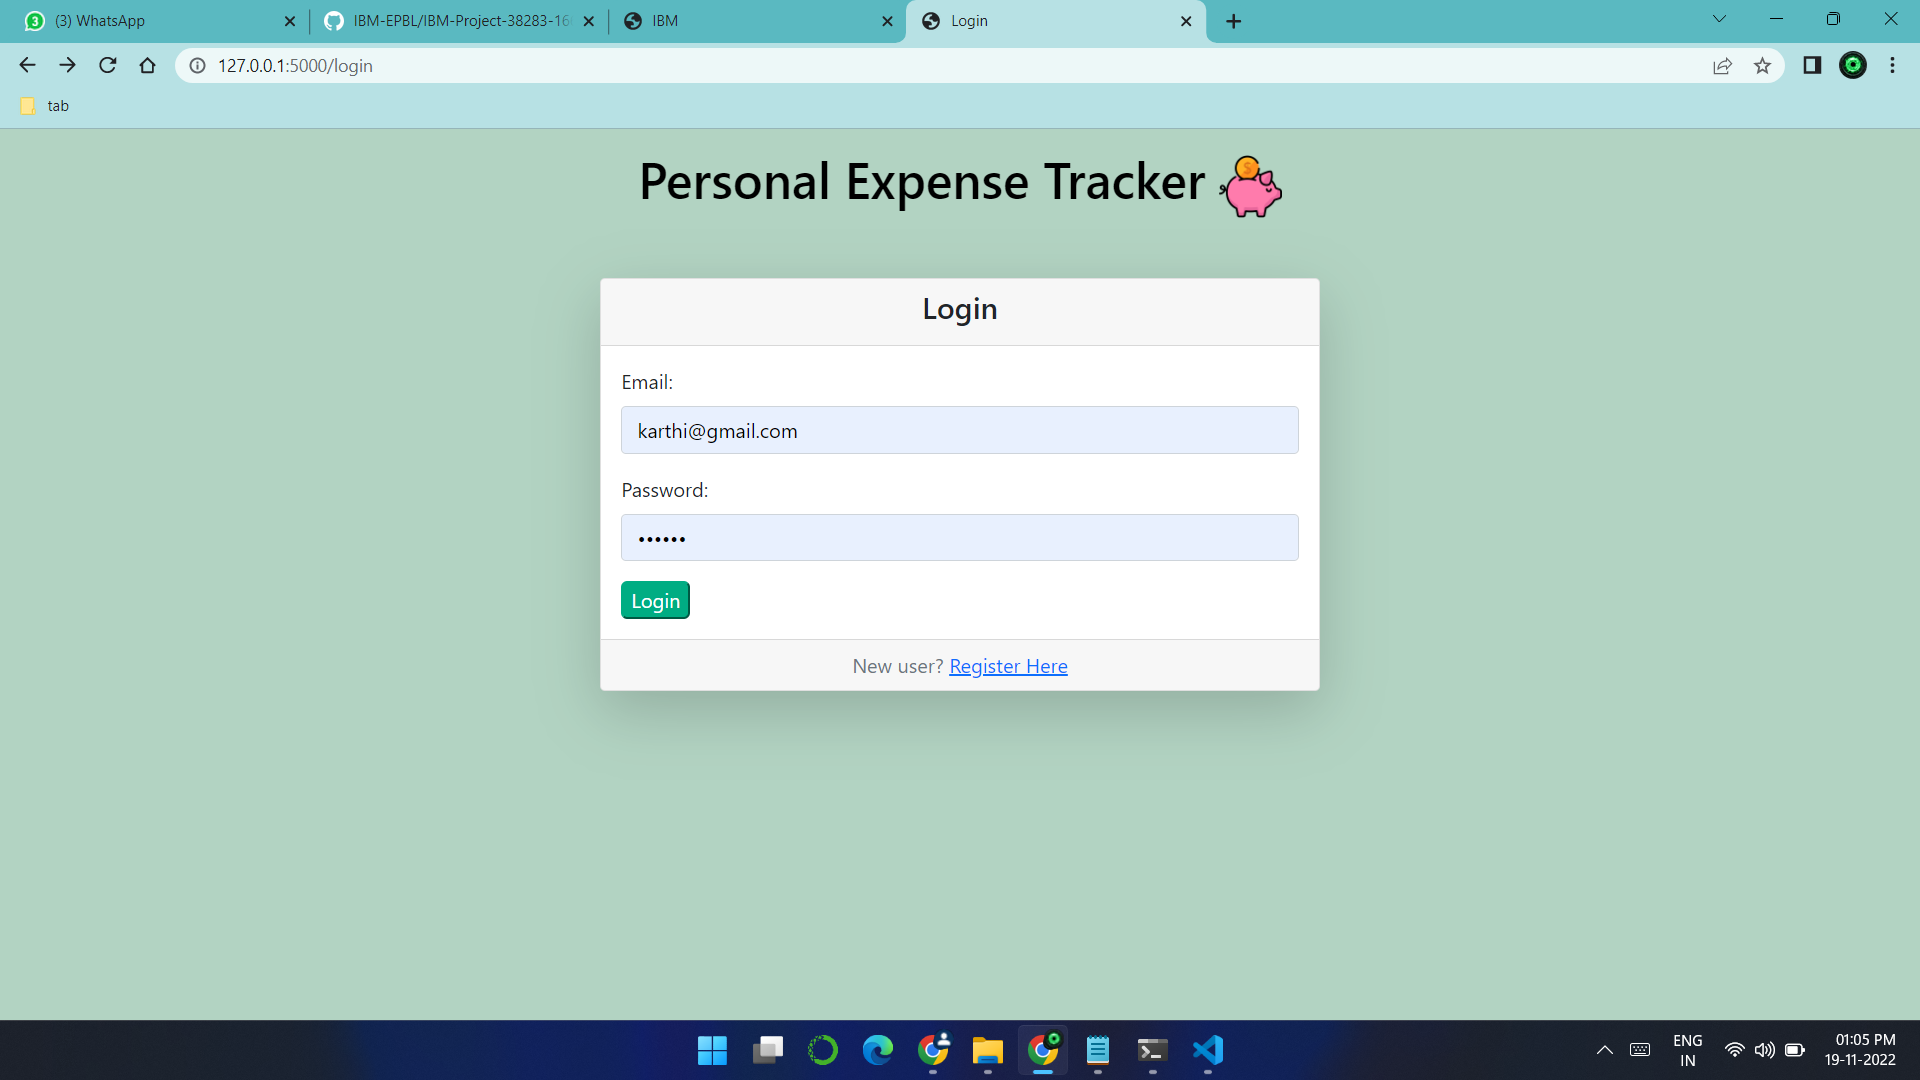 (3) WhatsApp
IBM-EPBL/IBM-Project-38283-16
IBM
Login
127.0.0.1:5000/login
tab
Personal Expense Tracker
Login
Email:
karthi@gmail.com
Password:
••••••
Login
New user? Register Here
ENG
IN
01:05 PM
19-11-2022